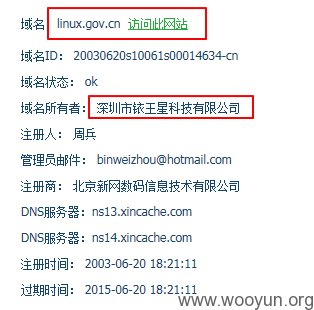 域名 linux.gov.cn 访问此网站
域名ID： 20030620s10061s00014634-cn
域名状态： ok
域名所有者： 深圳市铱王星科技有限公司
注册人： 周兵
管理员邮件： binweizhou@hotmail.com
注册商： 北京新网数码信息技术有限公司
DNS服务器：ns13.xincache.com
DNS服务器：ns14.xincache.com
注册时间： 2003-06-20 18:21:11
过期时间： 2015-06-20 18:21:11
www.wooyun.org